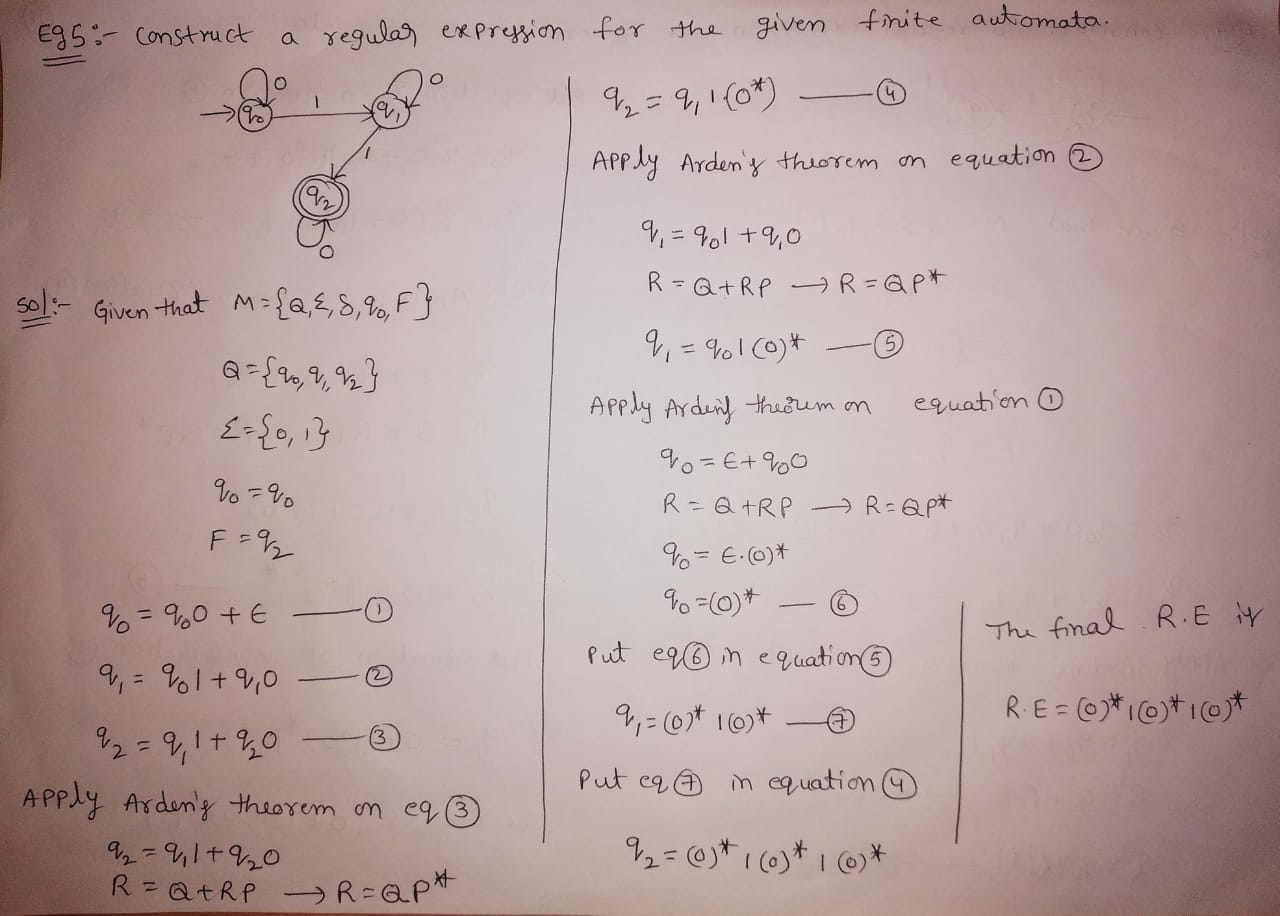 Eg5:- Construct a regular expression for the given finite automata.
0
0
1
→ q0
q1
1
q2
0
Sol:- Given that M={Q,Σ,δ,q0,F}
Q={q0,q1,q2}
Σ={0,1}
q0=q0
F=q2
q0=q00+ϵ —— ①
q1=q01+q10 —— ②
q2=q11+q20 —— ③
Apply Arden's theorem on eq ③
q2=q11+q20
R=Q+RP → R=QP*
q2=q11(0*) —— ④
Apply Arden's theorem on equation ②
q1=q01+q10
R=Q+RP → R=QP*
q1=q01(0)* —— ⑤
Apply Arden's theorem on equation ①
q0=ϵ+q00
R=Q+RP → R=QP*
q0=ϵ.(0)*
q0=(0)* — ⑥
Put eq⑥ in equation⑤
q1=(0)*1(0)* —— ⑦
Put eq⑦ in equation④
q2=(0)*1(0)*1(0)*
The final R.E is
R.E=(0)*1(0)*1(0)*